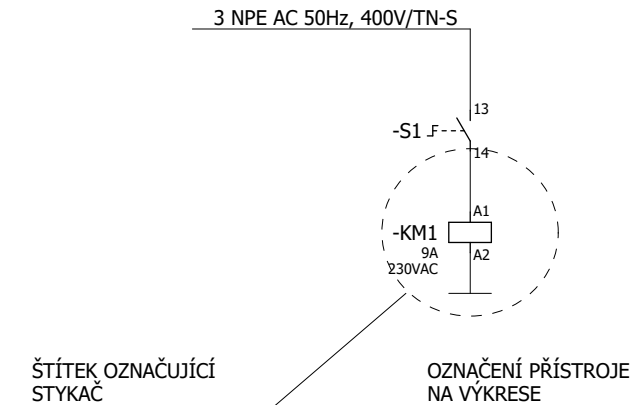 3 NPE AC 50Hz, 400V/TN-S
13
-S1
14
A1
-KM1
9A
A2
230VAC
ŠTÍTEK OZNAČUJÍCÍ
STYKAČ
OZNAČENÍ PŘÍSTROJE
NA VÝKRESE